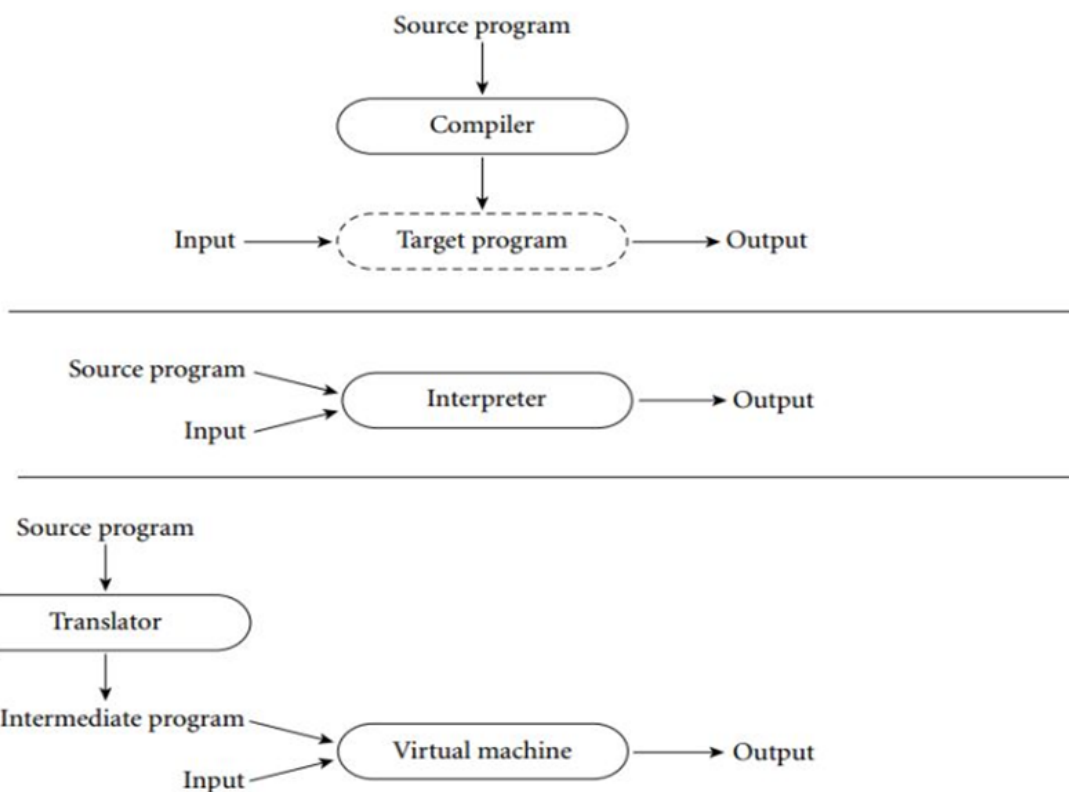 Source program
Compiler
Input
Target program
Output
Source program
Interpreter
Output
Input
Source program
Translator
Intermediate program
Virtual machine
Output
Input